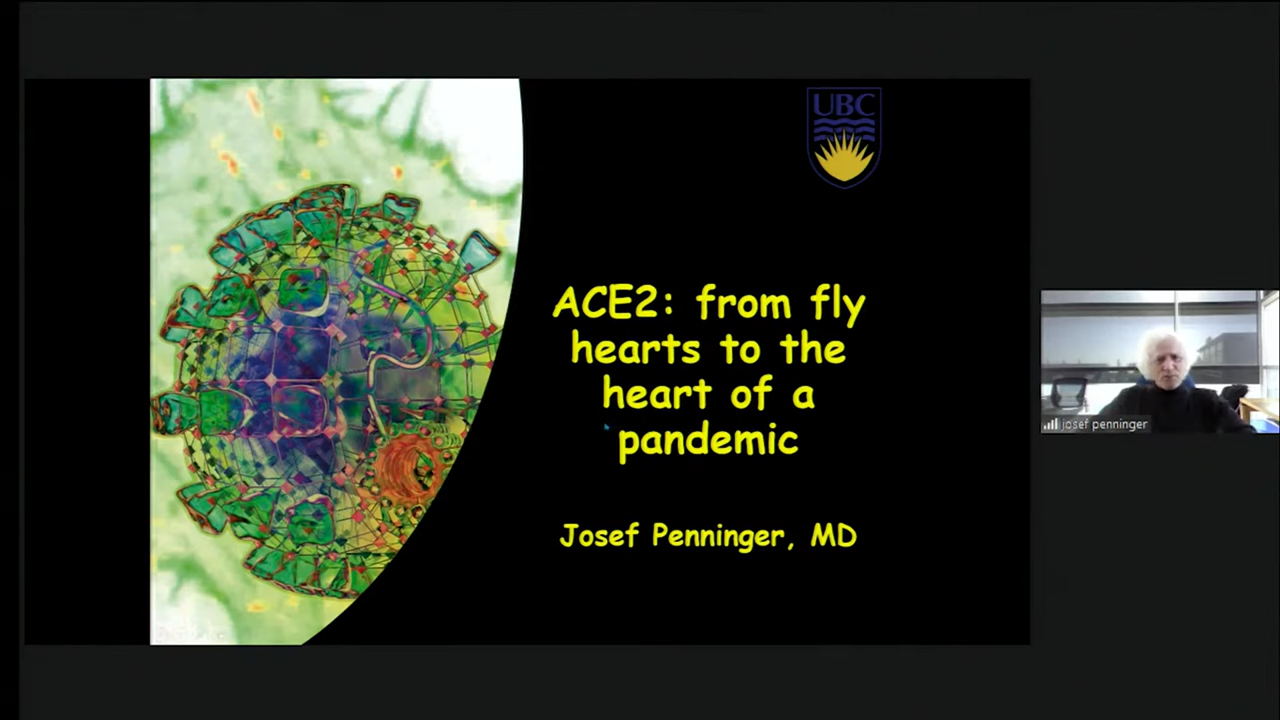 UBC
ACE2: from fly
hearts to the
heart of a
pandemic
Josef Penninger, MD
josef penninger